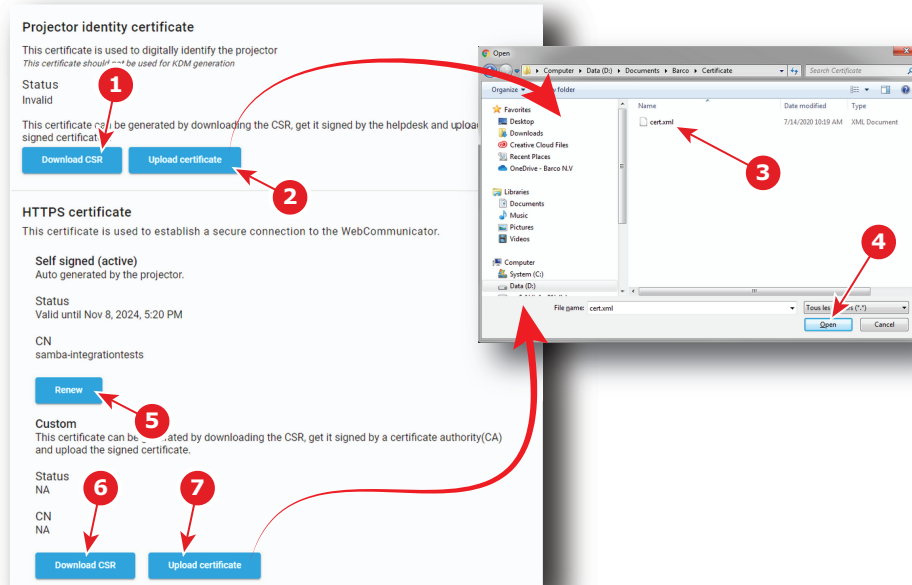 Projector identity certificate
This certificate is used to digitally identify the projector
This certificate should not be used for KDM generation
Status
Invalid
This certificate can be generated by downloading the CSR, get it signed by the helpdesk and upload
signed certificate
Download CSR
Upload certificate
1
2
HTTPS certificate
This certificate is used to establish a secure connection to the WebCommunicator.
Self signed (active)
Auto generated by the projector.
Status
Valid until Nov 8, 2024, 5:20 PM
CN
samba-integrationtests
Renew
5
Custom
This certificate can be generated by downloading the CSR, get it signed by a certificate authority(CA)
and upload the signed certificate.
Status
NA
CN
NA
6
7
Download CSR
Upload certificate
Open
Computer
Data (D:)
Documents
Barco
Certificate
Search Certificate
Organize
folder
Name
Date modified
Type
Favorites
Desktop
Downloads
Creative Cloud Files
Recent Places
OneDrive - Barco N.V
Libraries
Documents
Music
Pictures
Videos
Computer
System (C:)
Data (D:)
cert.xml
7/14/2020 10:19 AM
XML Document
3
4
File name:
cert.xml
Tous les
(*.*)
Open
Cancel